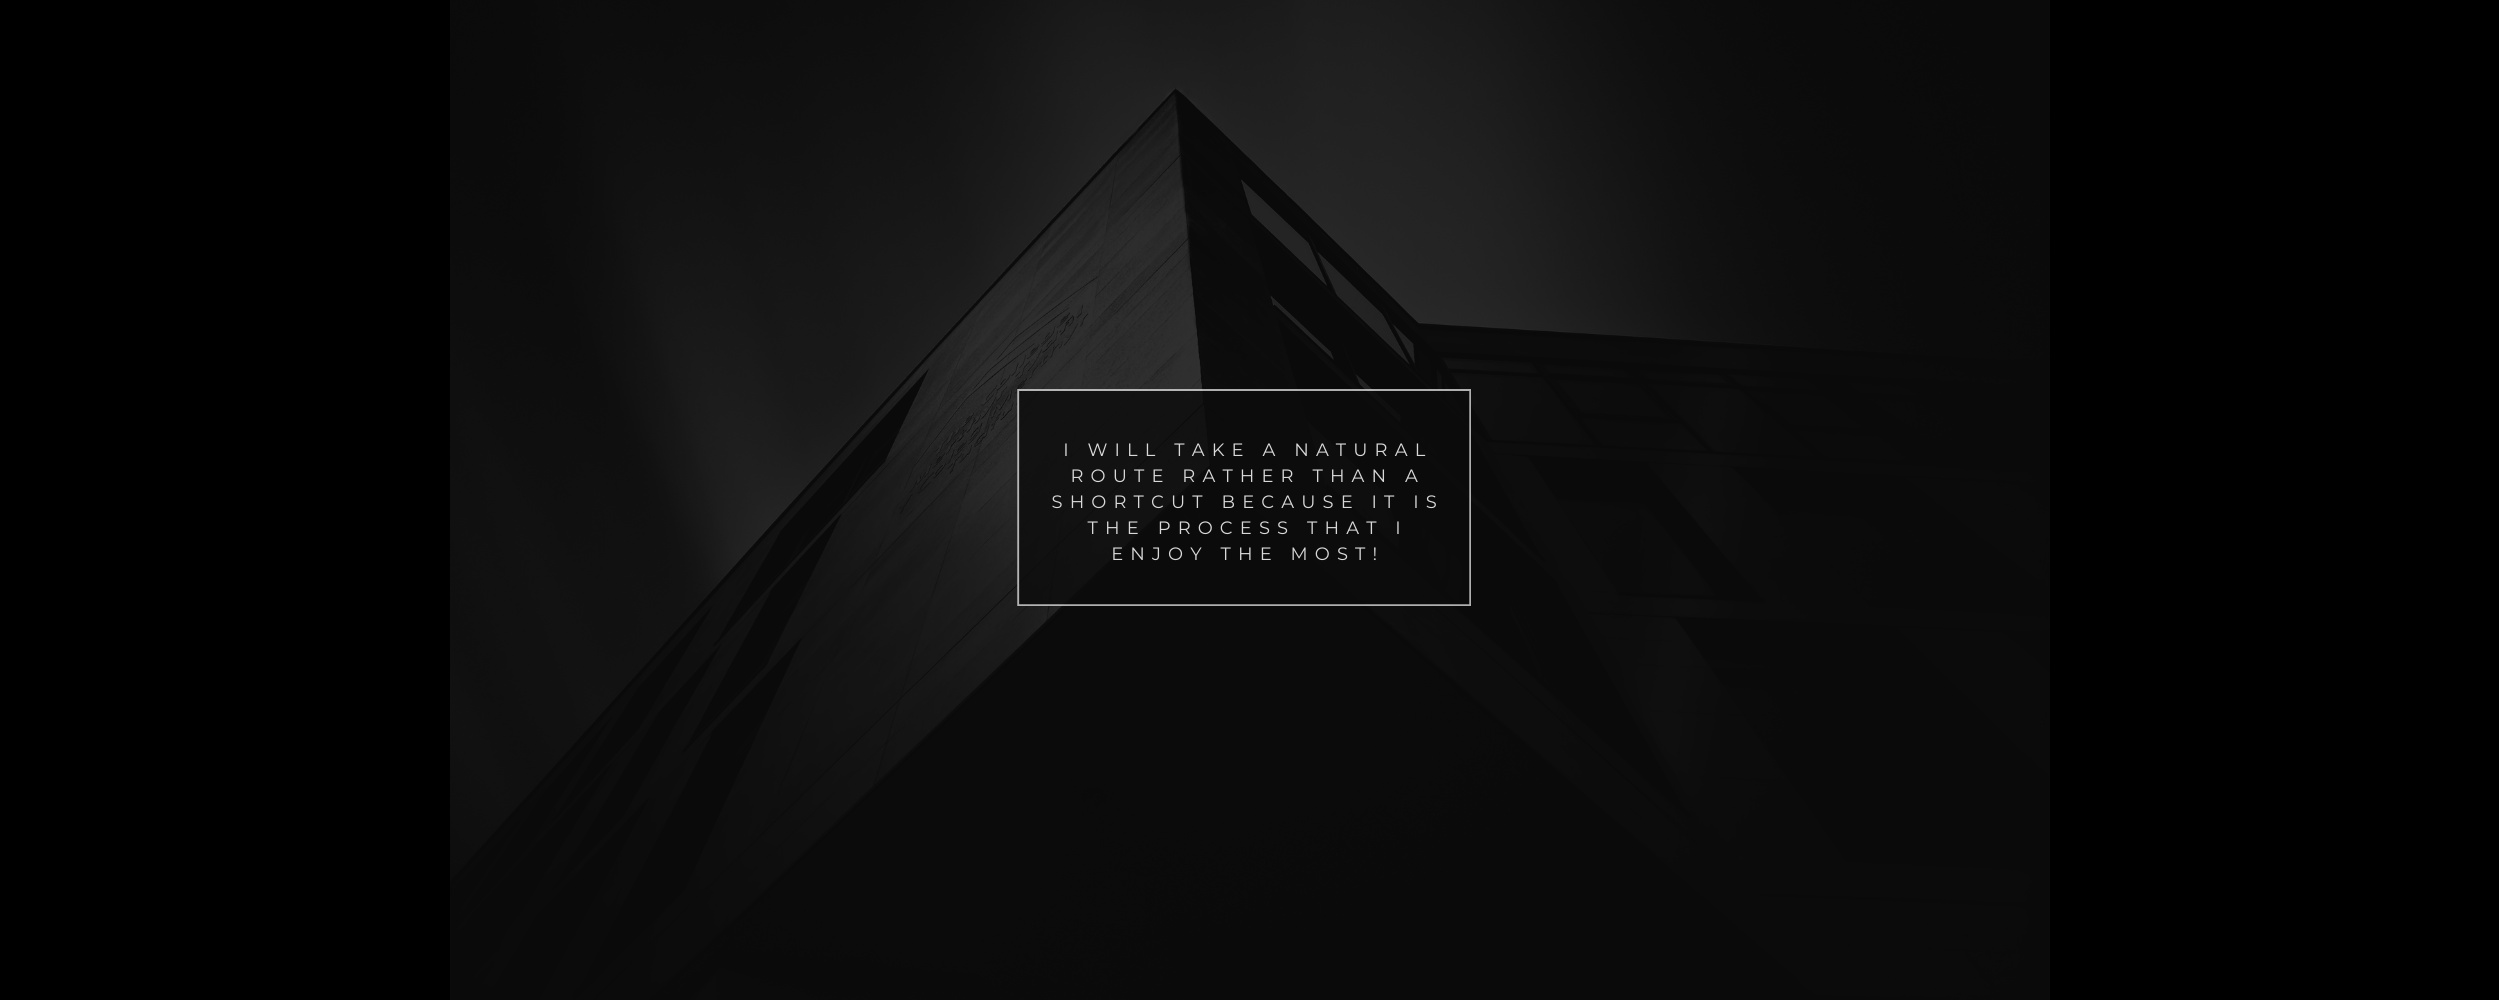 I WILL TAKE A NATURAL
ROUTE RATHER THAN A
SHORTCUT BECAUSE IT IS
THE PROCESS THAT I
ENJOY THE MOST!